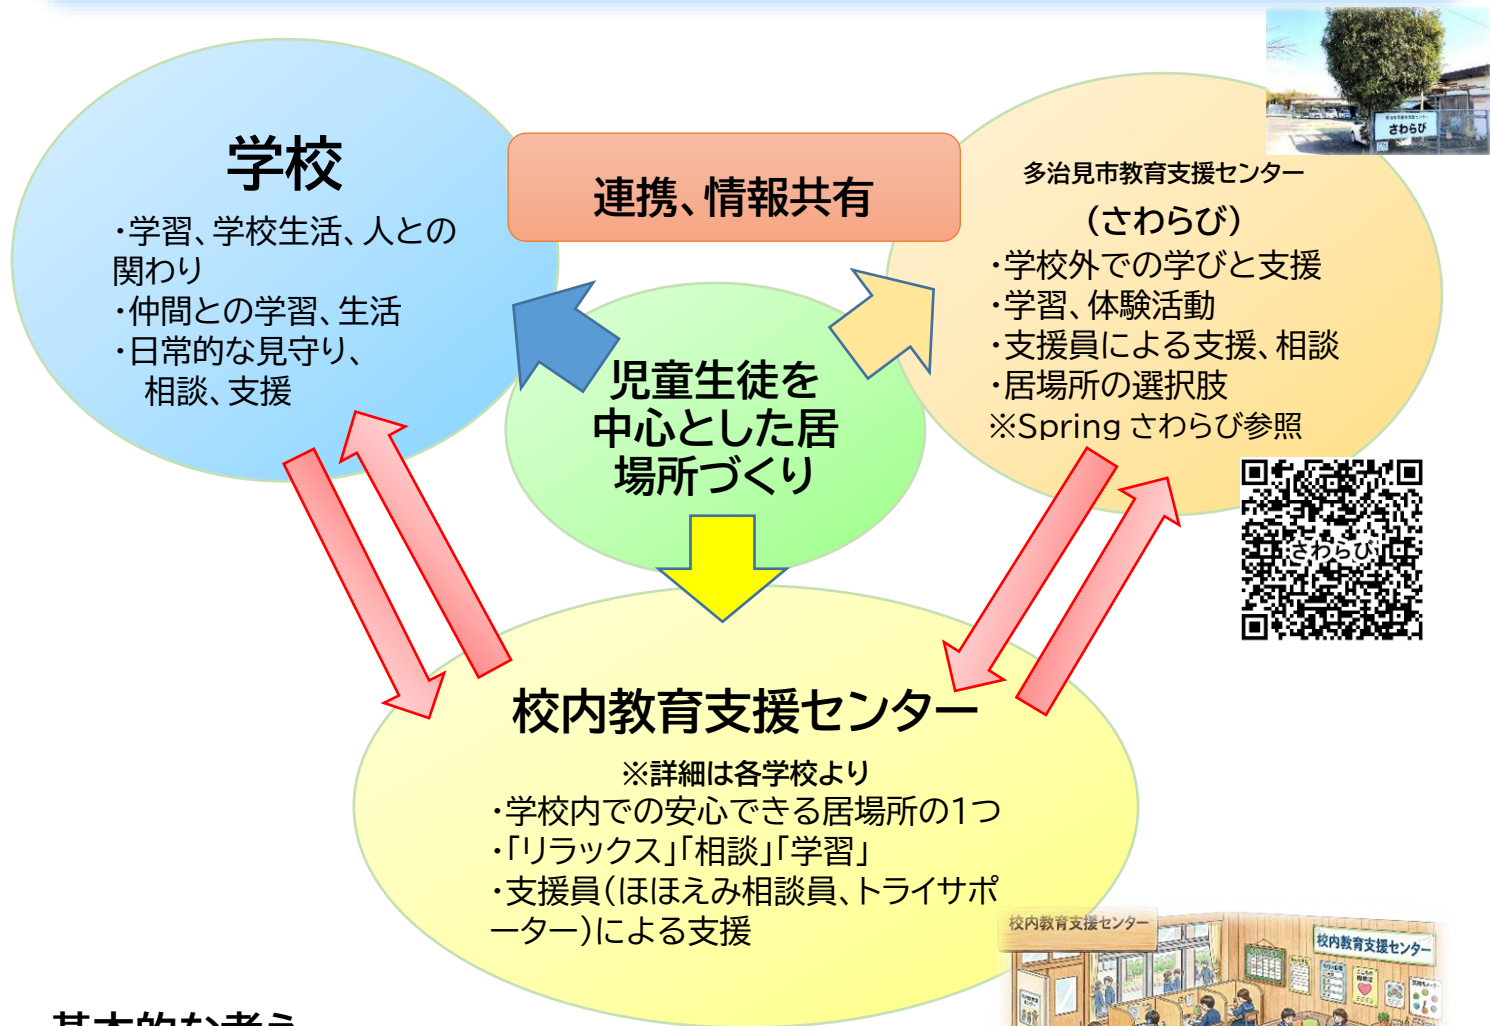 学校
・学習、学校生活、人との
関わり
・仲間との学習、生活
・日常的な見守り、
相談、支援
連携、情報共有
さわらび
多治見市教育支援センター
(さわらび)
・学校外での学びと支援
・学習、体験活動
・支援員による支援、相談
・居場所の選択肢
※Spring さわらび参照
さわらび
児童生徒を
中心とした居
場所づくり
校内教育支援センター
※詳細は各学校より
・学校内での安心できる居場所の1つ
・「リラックス」「相談」「学習」
・支援員(ほほえみ相談員、トライサポ
ーター)による支援
校内教育支援センター
校内教育支援センター
基本的な考え